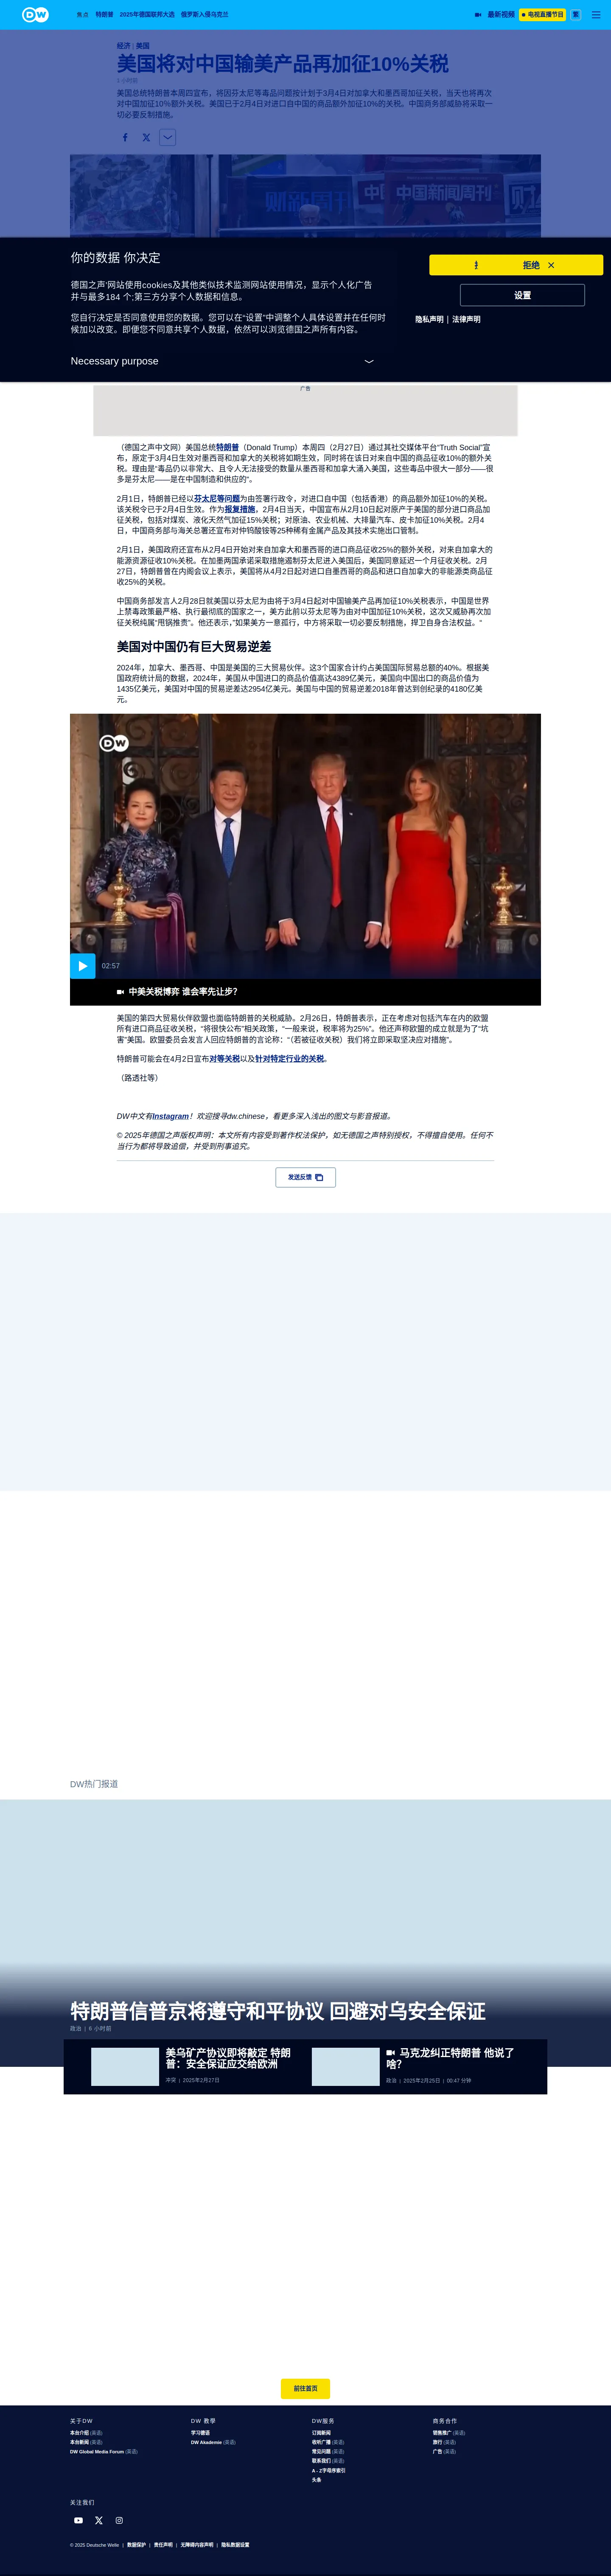 DW
焦点 特朗普 2025年德国联邦大选 俄罗斯入侵乌克兰
最新视频 电视直播节目 繁
经济 | 美国
美国将对中国输美产品再加征10%关税
美国总统特朗普本周四宣布，将因芬太尼等毒品问题按计划于3月4日对加拿大和墨西哥加征关税，当天也将再次
对中国加征10％额外关税。美国已于2月4日对进口自中国的商品额外加征10%的关税。中国商务部威胁将采取一
切必要反制措施。
财新周刊
中国新闻周刊
你的数据 你决定
德国之声'网站使用cookies及其他类似技术监测网站使用情况，显示个人化广告
并与最多184 个;第三方分享个人数据和信息。
您自行决定是否同意使用您的数据。您可以在“设置”中调整个人具体设置并在任何时
候加以改变。即便您不同意共享个人数据，依然可以浏览德国之声所有内容。
Necessary purpose
拒绝
设置
隐私声明 | 法律声明
广告
（德国之声中文网）美国总统特朗普（Donald Trump）本周四（2月27日）通过其社交媒体平台“Truth Social”宣
布，原定于3月4日生效对墨西哥和加拿大的关税将如期生效，同时将在该日对来自中国的商品征收10%的额外关
税。理由是“毒品仍以非常大、且令人无法接受的数量从墨西哥和加拿大涌入美国，这些毒品中很大一部分——很
多是芬太尼——是在中国制造和供应的“。
2月1日，特朗普已经以芬太尼等问题为由签署行政令，对进口自中国（包括香港）的商品额外加征10%的关税。
该关税令已于2月4日生效。作为报复措施，2月4日当天，中国宣布从2月10日起对原产于美国的部分进口商品加
征关税，包括对煤炭、液化天然气加征15%关税；对原油、农业机械、大排量汽车、皮卡加征10%关税。2月4
日，中国商务部与海关总署还宣布对仲钨酸铵等25种稀有金属产品及其技术实施出口管制。
2月1日，美国政府还宣布从2月4日开始对来自加拿大和墨西哥的进口商品征收25%的额外关税，对来自加拿大的
能源资源征收10%关税。在加墨两国承诺采取措施遏制芬太尼进入美国后，美国同意延迟一个月征收关税。2月
27日，特朗普曾在内阁会议上表示，美国将从4月2日起对进口自墨西哥的商品和进口自加拿大的非能源类商品征
收25%的关税。
中国商务部发言人2月28日就美国以芬太尼为由将于3月4日起对中国输美产品再加征10%关税表示，中国是世界
上禁毒政策最严格、执行最彻底的国家之一，美方此前以芬太尼等为由对中国加征10%关税，这次又威胁再次加
征关税纯属“甩锅推责”。他还表示,”如果美方一意孤行，中方将采取一切必要反制措施，捍卫自身合法权益。“
美国对中国仍有巨大贸易逆差
2024年，加拿大、墨西哥、中国是美国的三大贸易伙伴。这3个国家合计约占美国国际贸易总额的40%。根据美
国政府统计局的数据，2024年，美国从中国进口的商品价值高达4389亿美元，美国向中国出口的商品价值为
1435亿美元，美国对中国的贸易逆差达2954亿美元。美国与中国的贸易逆差2018年曾达到创纪录的4180亿美
元。
DW
02:57
中美关税博弈 谁会率先让步？
美国的第四大贸易伙伴欧盟也面临特朗普的关税威胁。2月26日，特朗普表示，正在考虑对包括汽车在内的欧盟
所有进口商品征收关税，“将很快公布”相关政策，“一般来说，税率将为25%”。他还声称欧盟的成立就是为了“坑
害”美国。欧盟委员会发言人回应特朗普的言论称：“（若被征收关税）我们将立即采取坚决应对措施”。
特朗普可能会在4月2日宣布对等关税以及针对特定行业的关税。
（路透社等）
DW中文有Instagram！欢迎搜寻dw.chinese，看更多深入浅出的图文与影音报道。
© 2025年德国之声版权声明：本文所有内容受到著作权法保护，如无德国之声特别授权，不得擅自使用。任何不
当行为都将导致追偿，并受到刑事追究。
发送反馈
DW热门报道
特朗普信普京将遵守和平协议 回避对乌安全保证
政治 | 6 小时前
美乌矿产协议即将敲定 特朗
普：安全保证应交给欧洲
冲突 | 2025年2月27日
马克龙纠正特朗普 他说了
啥？
政治 | 2025年2月25日 | 00:47 分钟
前往首页
关于DW
本台介绍 (英语)
本台新闻 (英语)
DW Global Media Forum (英语)
DW 教學
学习德语
DW Akademie (英语)
DW服务
订阅新闻
收听广播 (英语)
常见问题 (英语)
联系我们 (英语)
A - Z字母序索引
头条
商务合作
销售推广 (英语)
旅行 (英语)
广告 (英语)
关注我们
© 2025 Deutsche Welle | 数据保护 | 责任声明 | 无障碍内容声明 | 隐私数据设置